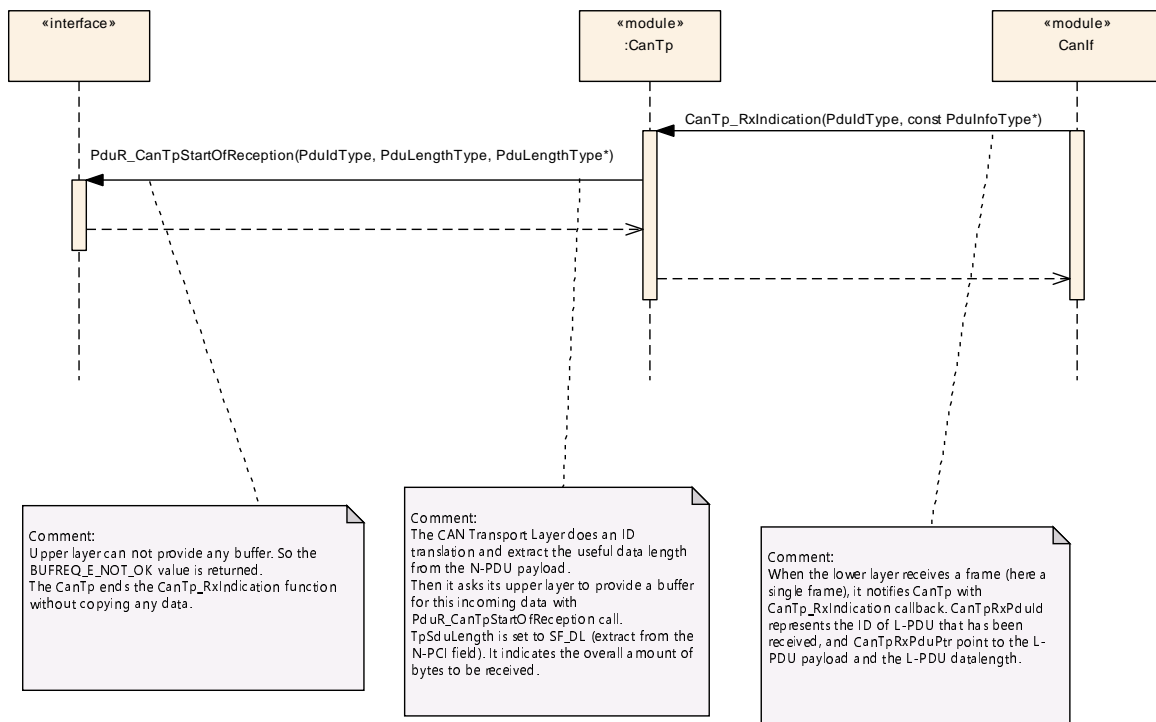 «interface»
«module»
:CanTp
«module»
CanIf
CanTp_RxIndication(PduIdType, const PduInfoType*)
PduR_CanTpStartOfReception(PduIdType, PduLengthType, PduLengthType*)
Comment:
Upper layer can not provide any buffer. So the
BUFREQ_E_NOT_OK value is returned.
The CanTp ends the CanTp_RxIndication function
without copying any data.
Comment:
The CAN Transport Layer does an ID
translation and extract the useful data length
from the N-PDU payload.
Then it asks its upper layer to provide a buffer
for this incoming data with
PduR_CanTpStartOfReception call.
TpSduLength is set to SF_DL (extract from the
N-PCI field). It indicates the overall amount of
bytes to be received.
Comment:
When the lower layer receives a frame (here a
single frame), it notifies CanTp with
CanTp_RxIndication callback. CanTpRxPduId
represents the ID of L-PDU that has been
received, and CanTpRxPduPtr point to the L-
PDU payload and the L-PDU datalength.